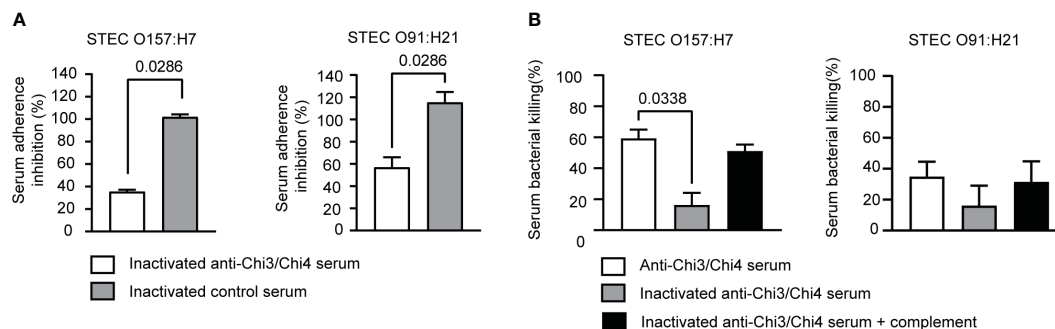 A
STEC O157:H7
Serum adherence
inhibition (%)
140
120
100
80
60
40
20
0
0.0286
STEC O91:H21
Serum adherence
inhibition (%)
140
120
100
80
60
40
20
0
0.0286
Inactivated anti-Chi3/Chi4 serum
Inactivated control serum
B
STEC O157:H7
Serum bacterial killing(%)
100
80
60
40
20
0
0.0338
STEC O91:H21
Serum bacterial killing(%)
100
80
60
40
20
0
Anti-Chi3/Chi4 serum
Inactivated anti-Chi3/Chi4 serum
Inactivated anti-Chi3/Chi4 serum + complement